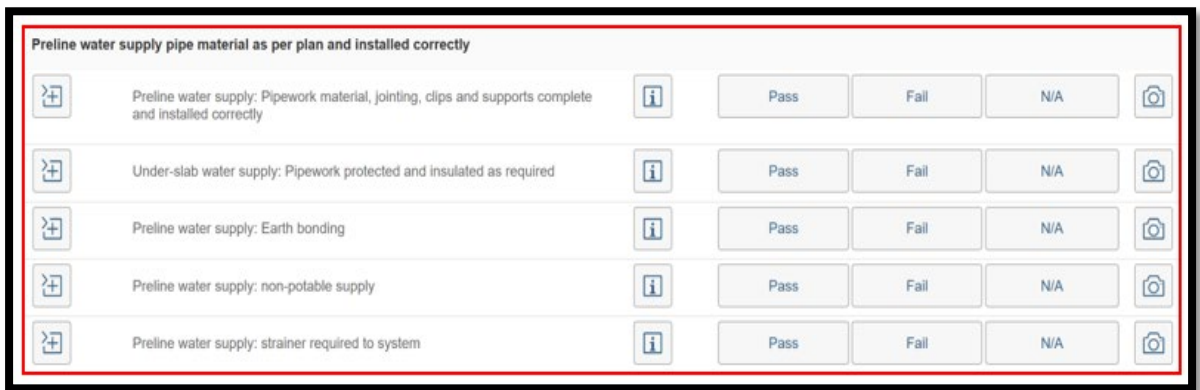 Preline water supply pipe material as per plan and installed correctly
Preline water supply: Pipework material, jointing, clips and supports complete
and installed correctly
i
Pass
Fail
N/A
Under-slab water supply: Pipework protected and insulated as required
i
Pass
Fail
N/A
Preline water supply: Earth bonding
i
Pass
Fail
N/A
Preline water supply: non-potable supply
i
Pass
Fail
N/A
Preline water supply: strainer required to system
i
Pass
Fail
N/A